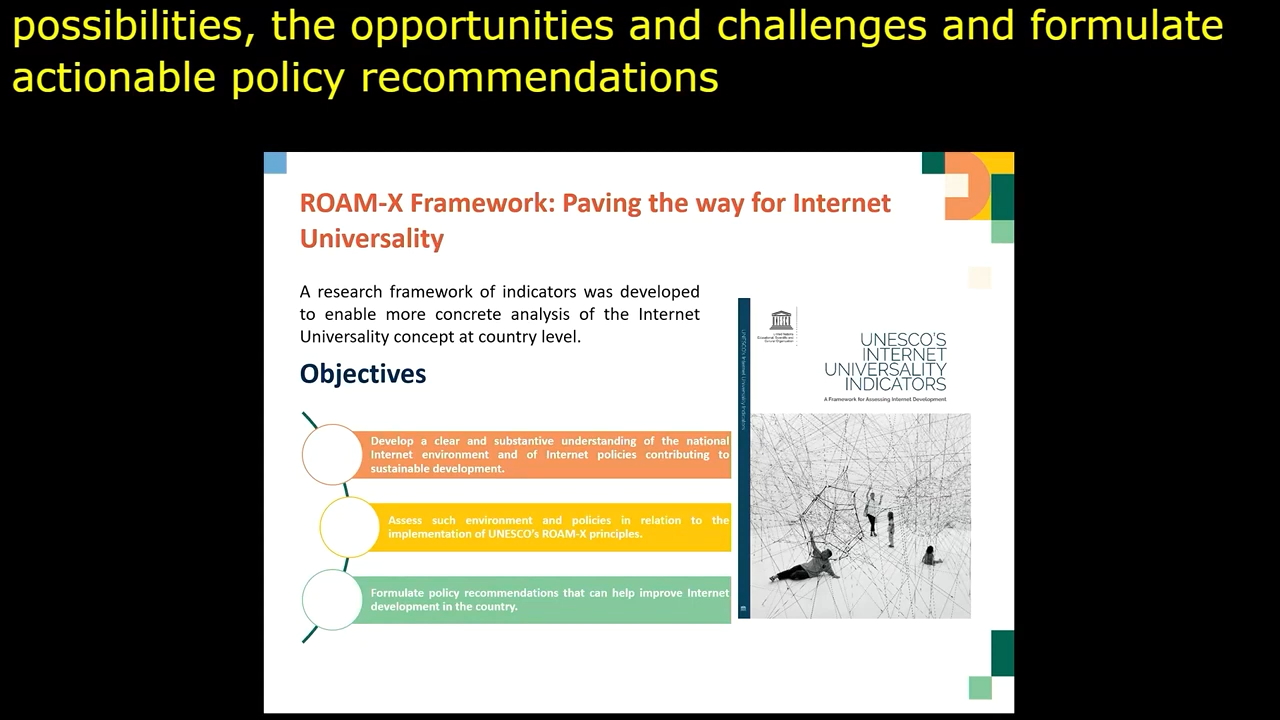 possibilities, the opportunities and challenges and formulate
actionable policy recommendations
ROAM-X Framework: Paving the way for Internet
Universality
A research framework of indicators was developed
to enable more concrete analysis of the Internet
Universality concept at country level.
Objectives
Develop a clear and substantive understanding of the national
Internet environment and of Internet policies contributing to
sustainable development.
Assess such environment and policies in relation to the
implementation of UNESCO's ROAM-X principles.
Formulate policy recommendations that can help improve Internet
development in the country.
UNESCO'S
INTERNET
UNIVERSALITY
INDICATORS
A Framework for Assessing Internet Development